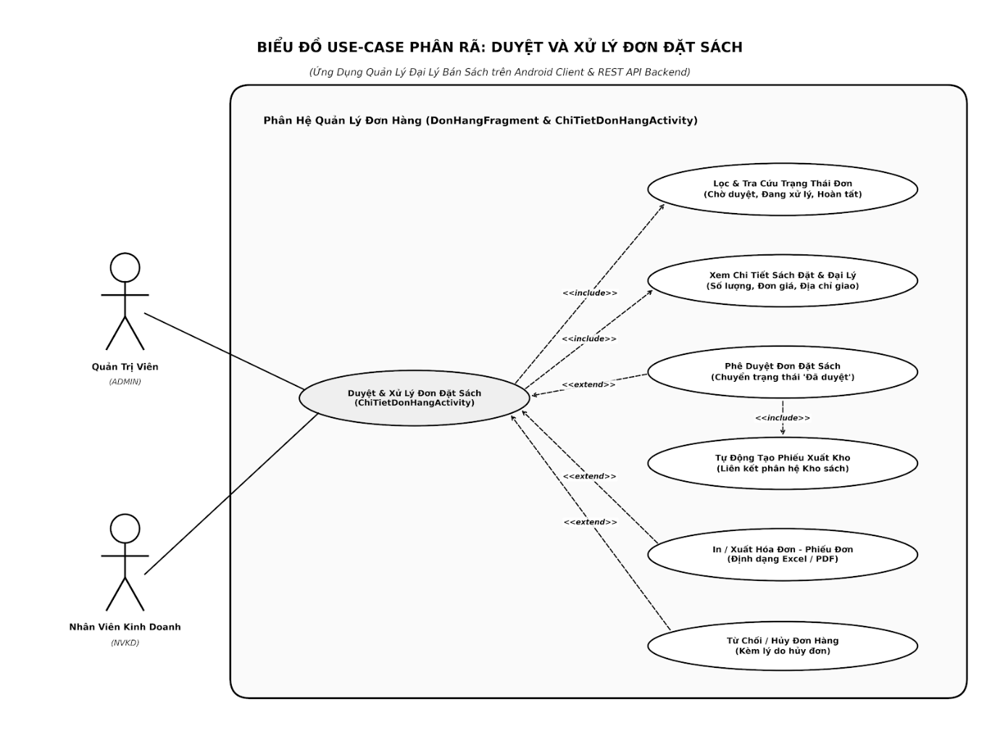 BIỂU ĐỒ USE-CASE PHÂN RÃ: DUYỆT VÀ XỬ LÝ ĐƠN ĐẶT SÁCH
(Ứng Dụng Quản Lý Đại Lý Bán Sách trên Android Client & REST API Backend)
Phân Hệ Quản Lý Đơn Hàng (DonHangFragment & ChiTietDonHangActivity)
Lọc & Tra Cứu Trạng Thái Đơn
(Chờ duyệt, Đang xử lý, Hoàn tất)
Xem Chi Tiết Sách Đặt & Đại Lý
(Số lượng, Đơn giá, Địa chỉ giao)
<<include>>
<<include>>
Quản Trị Viên
(ADMIN)
Phê Duyệt Đơn Đặt Sách
(Chuyển trạng thái 'Đã duyệt')
<<extend>>
Duyệt & Xử Lý Đơn Đặt Sách
(ChiTietDonHangActivity)
<<include>>
Tự Động Tạo Phiếu Xuất Kho
(Liên kết phân hệ Kho sách)
<<extend>>
<<extend>>
In / Xuất Hóa Đơn - Phiếu Đơn
(Định dạng Excel / PDF)
Nhân Viên Kinh Doanh
(NVKD)
Từ Chối / Hủy Đơn Hàng
(Kèm lý do hủy đơn)